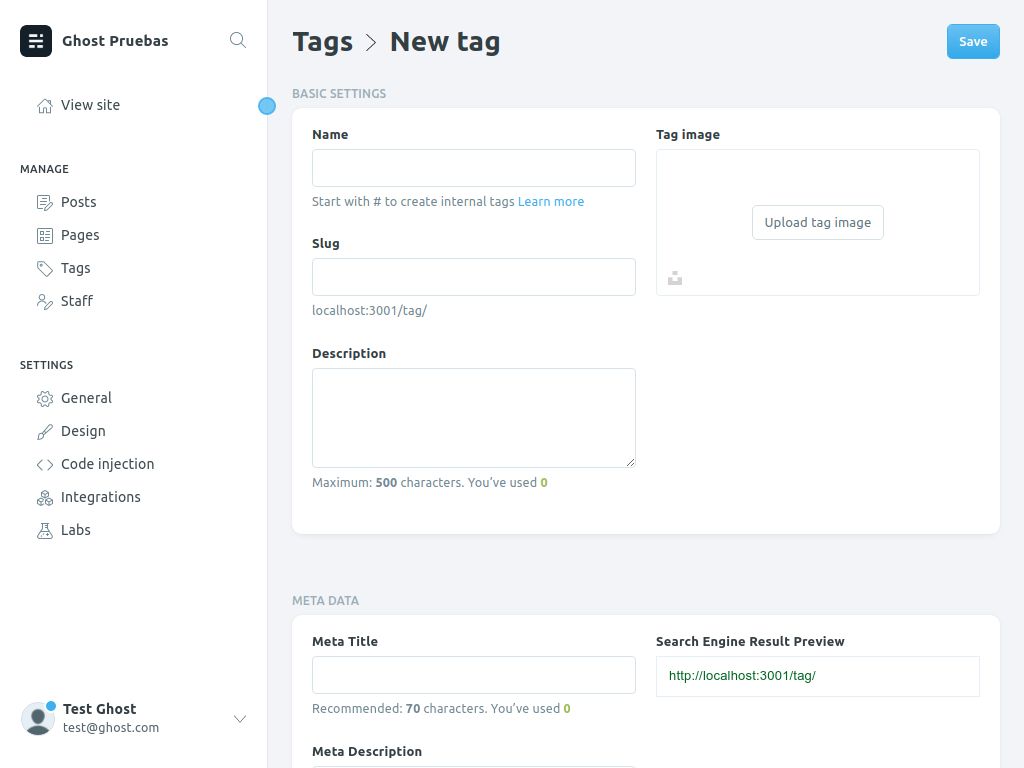 Ghost Pruebas
View site
MANAGE
Posts
Pages
Tags
Staff
SETTINGS
General
Design
Code injection
Integrations
Labs
Test Ghost
test@ghost.com
Tags > New tag
Save
BASIC SETTINGS
Name
Start with # to create internal tags Learn more
Slug
localhost:3001/tag/
Description
Maximum: 500 characters. You’ve used 0
Tag image
Upload tag image
META DATA
Meta Title
Recommended: 70 characters. You’ve used 0
Meta Description
Search Engine Result Preview
http://localhost:3001/tag/